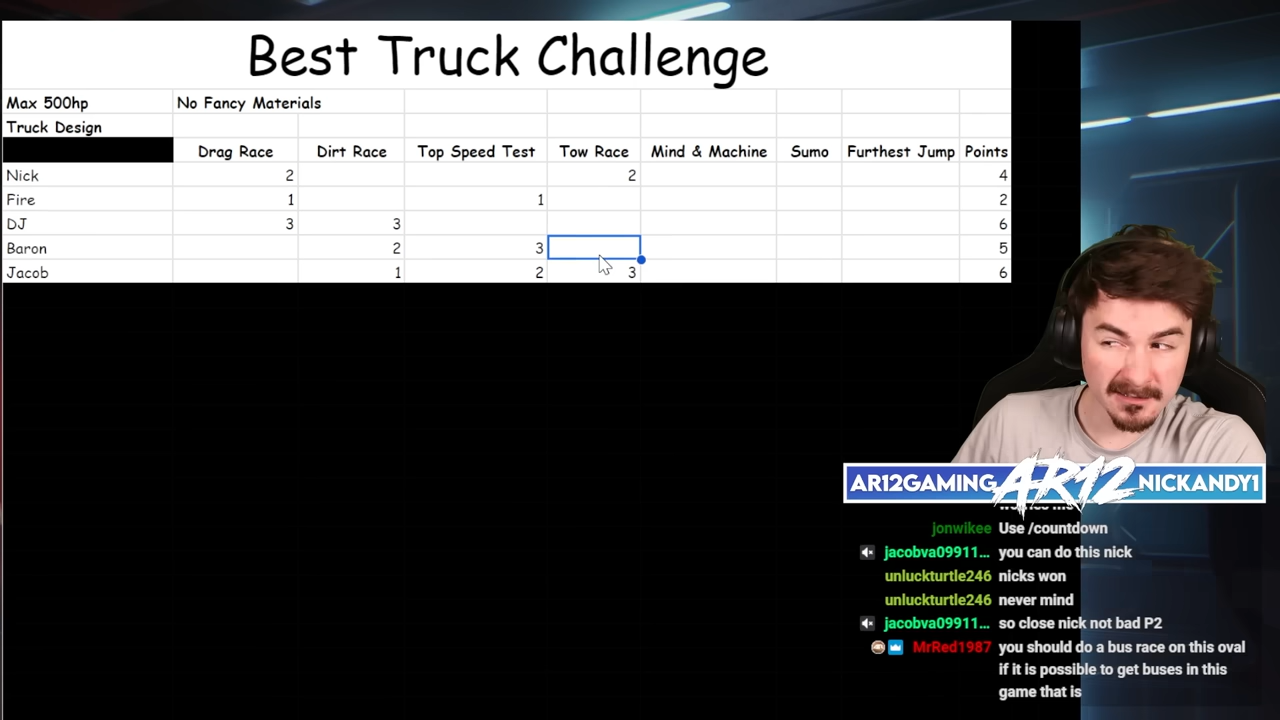 Best Truck Challenge
Max 500hp No Fancy Materials
Truck Design
Drag Race Dirt Race Top Speed Test Tow Race Mind & Machine Sumo Furthest Jump Points
Nick 2 2 4
Fire 1 1 2
DJ 3 3 6
Baron 2 3 5
Jacob 1 2 3 6
AR12GAMING AR12 NICKANDY1
jonwikee Use /countdown
jacobva09911... you can do this nick
unluckturtle246 nicks won
unluckturtle246 never mind
jacobva09911... so close nick not bad P2
MrRed1987 you should do a bus race on this oval
if it is possible to get buses in this
game that is